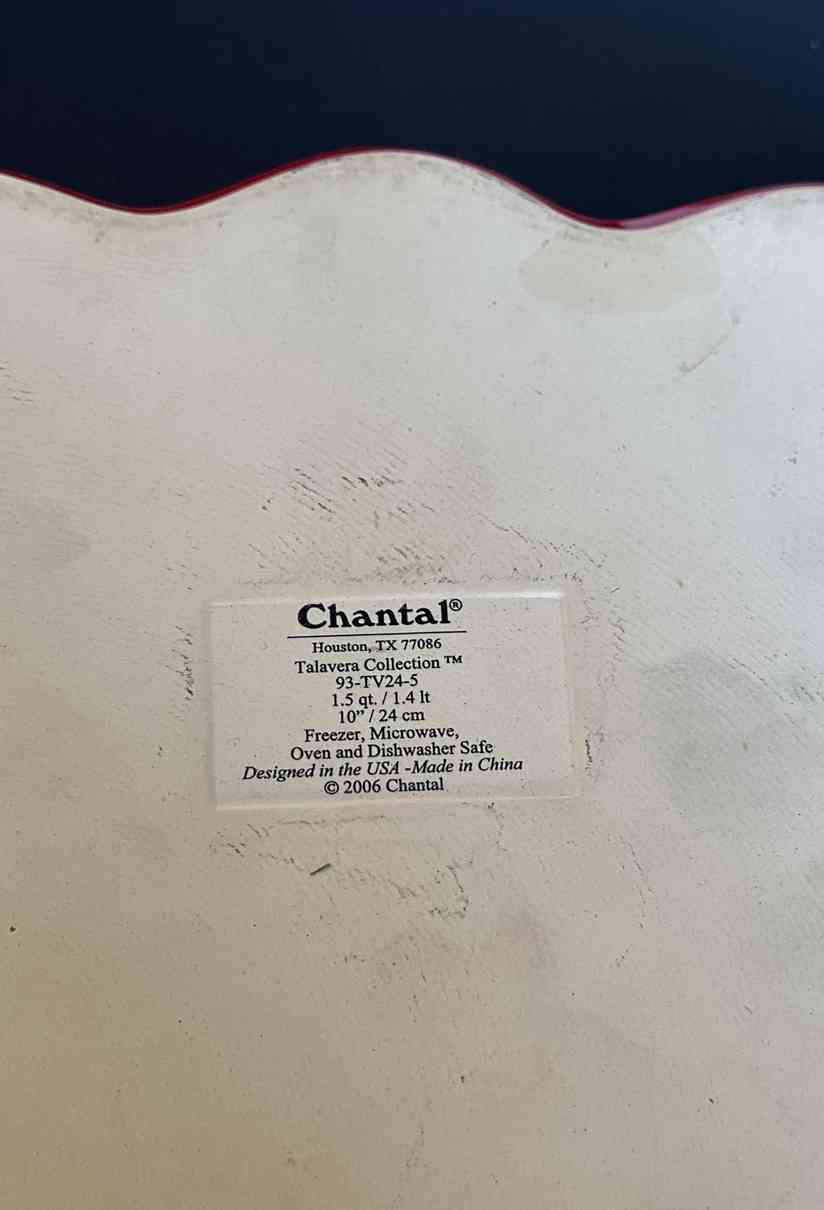 Chantal®
Houston, TX 77086
Talavera Collection ™
93-TV24-5
1.5 qt. / 1.4 lt
10” / 24 cm
Freezer, Microwave,
Oven and Dishwasher Safe
Designed in the USA -Made in China
© 2006 Chantal